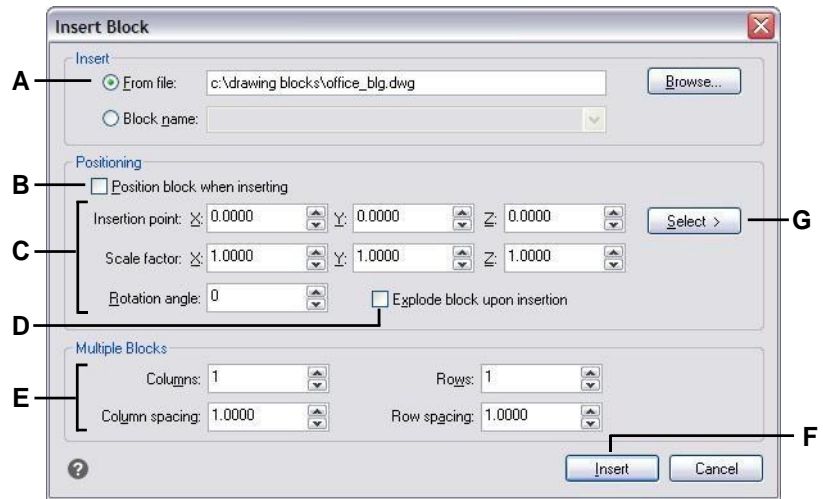 Insert Block
Insert
A From file: c:\drawing blocks\office_blg.dwg Browse...
Block name:
Positioning
B Position block when inserting
C Insertion point: X: 0.0000 Y: 0.0000 Z: 0.0000 Select > G
Scale factor: X: 1.0000 Y: 1.0000 Z: 1.0000
Rotation angle: 0 Explode block upon insertion
D
Multiple Blocks
E Columns: 1 Rows: 1
Column spacing: 1.0000 Row spacing: 1.0000
F
? Insert Cancel